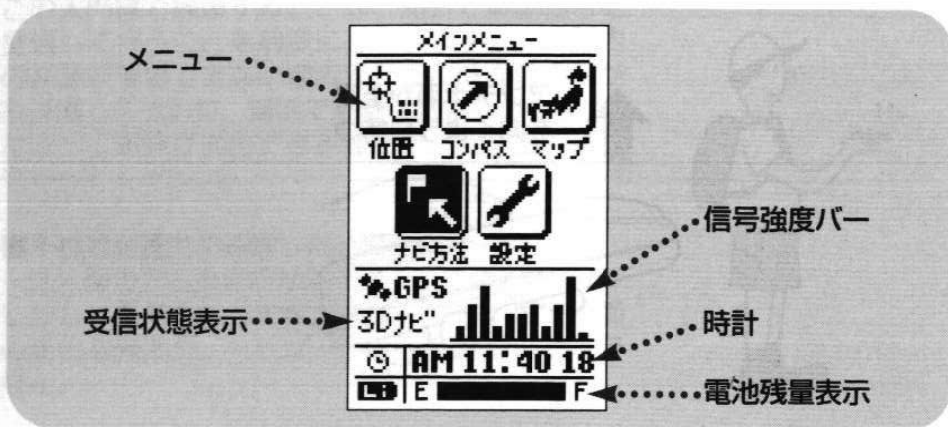 メインメニュー
メニュー
位置 コンパス マップ
ナビ方法 設定
信号強度バー
GPS
3Dナビ
受信状態表示
時計
AM 11:40 18
E F
電池残量表示